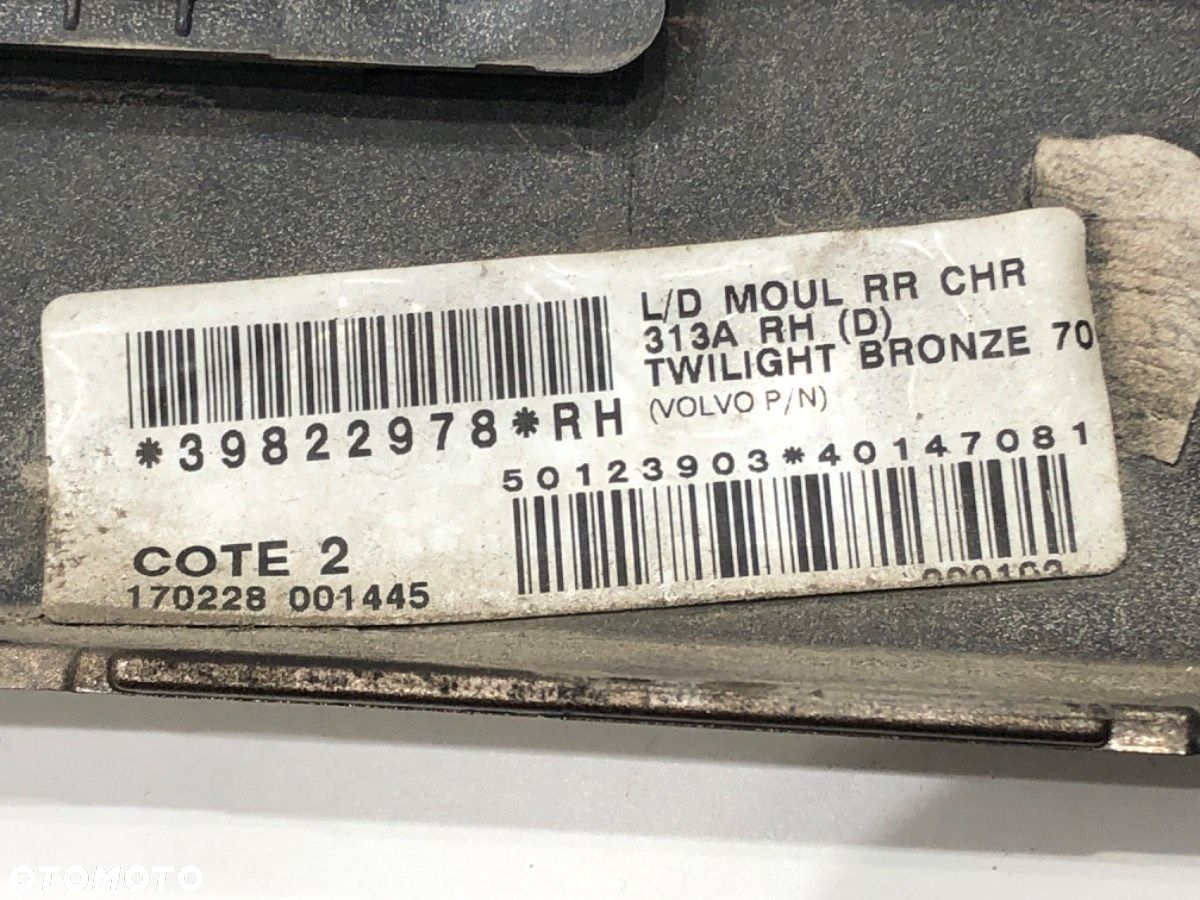 L/D MOUL RR CHR
313A RH (D)
TWILIGHT BRONZE 70
(VOLVO P/N)
*39822978*RH
50123903*40147081
COTE 2
170228 001445
OTOMOTO